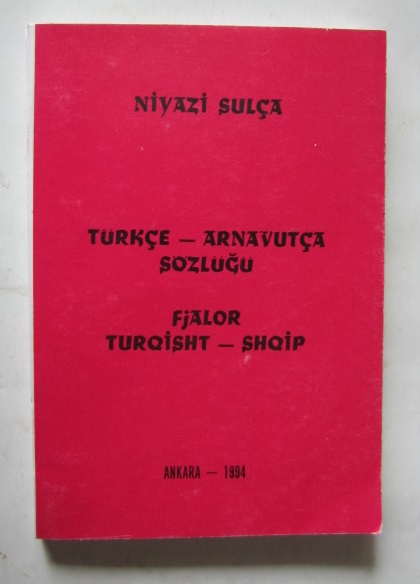 NİYAZİ SULÇA
TÜRKÇE — ARNAVUTÇA
SÖZLÜĞÜ
FjALOR
TURQİSHT — SHQİP
ANKARA — 1994